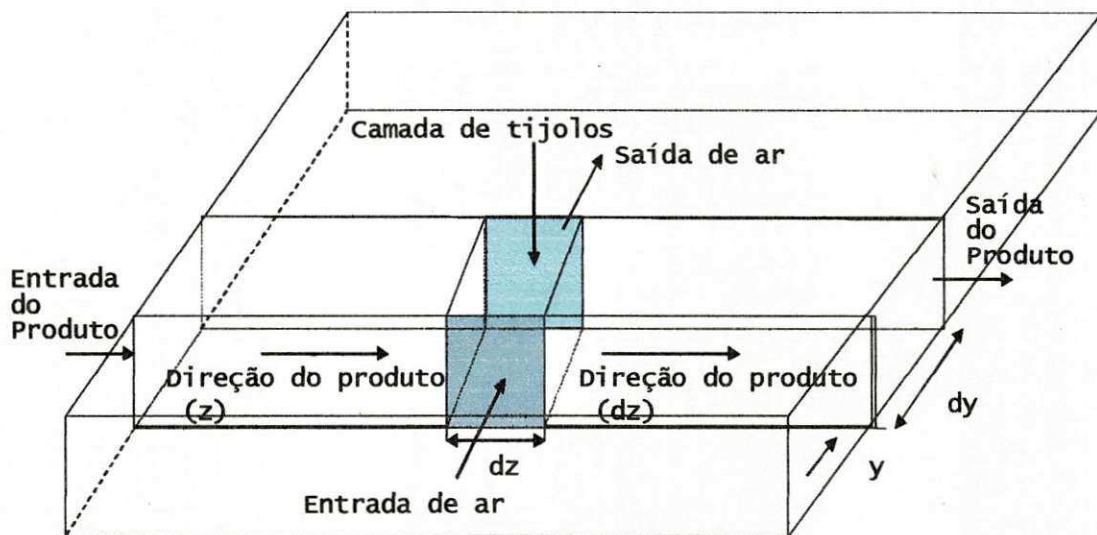 Camada de tijolos
Saída de ar
Saída
do
Produto
Entrada
do
Produto
Direção do produto
(z)
Direção do produto
(dz)
dy
dz
y
Entrada de ar